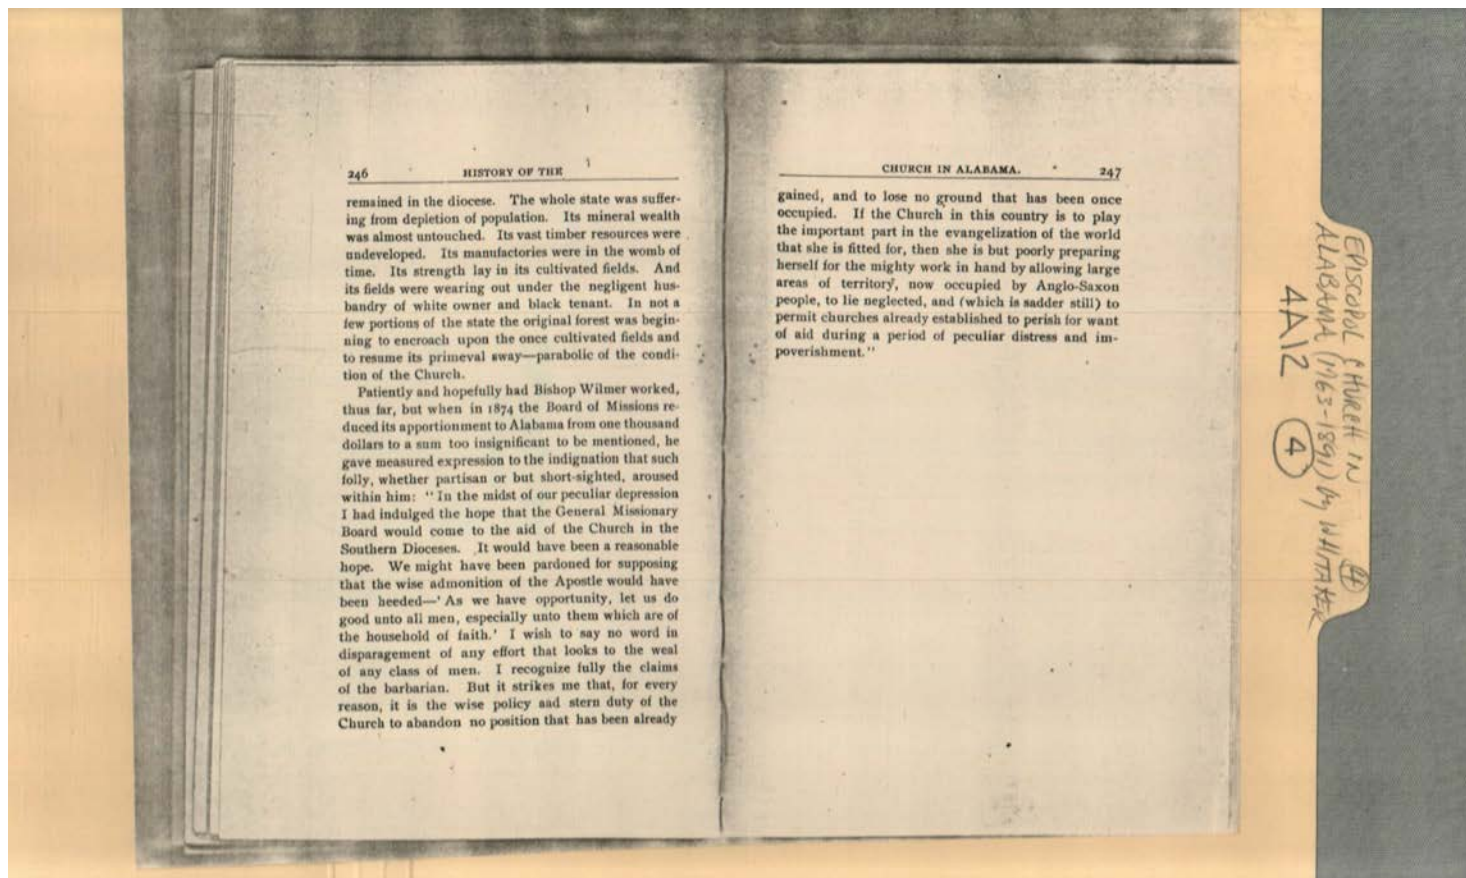 246 HISTORY OF THE
remained in the diocese. The whole state was suffer-
ing from depletion of population. Its mineral wealth
was almost untouched. Its vast timber resources were
undeveloped. Its manufactories were in the womb of
time. Its strength lay in its cultivated fields. And
its fields were wearing out under the negligent hus-
bandry of white owner and black tenant. In not a
few portions of the state the original forest was begin-
ning to encroach upon the once cultivated fields and
to resume its primeval sway—parabolic of the condi-
tion of the Church.
Patiently and hopefully had Bishop Wilmer worked,
thus far, but when in 1874 the Board of Missions re-
duced its apportionment to Alabama from one thousand
dollars to a sum too insignificant to be mentioned, he
gave measured expression to the indignation that such
folly, whether partisan or but short-sighted, aroused
within him: "In the midst of our peculiar depression
I had indulged the hope that the General Missionary
Board would come to the aid of the Church in the
Southern Dioceses. It would have been a reasonable
hope. We might have been pardoned for supposing
that the wise admonition of the Apostle would have
been heeded—'As we have opportunity, let us do
good unto all men, especially unto them which are of
the household of faith.' I wish to say no word in
disparagement of any effort that looks to the weal
of any class of men. I recognize fully the claims
of the barbarian. But it strikes me that, for every
reason, it is the wise policy aad stern duty of the
Church to abandon no position that has been already
CHURCH IN ALABAMA. 247
gained, and to lose no ground that has been once
occupied. If the Church in this country is to play
the important part in the evangelization of the world
that she is fitted for, then she is but poorly preparing
herself for the mighty work in hand by allowing large
areas of territory, now occupied by Anglo-Saxon
people, to lie neglected, and (which is sadder still) to
permit churches already established to perish for want
of aid during a period of peculiar distress and im-
poverishment."
EPISCOPOL CHURCH IN
ALABAMA (1763-1891) by WHITAKER
4A12 4